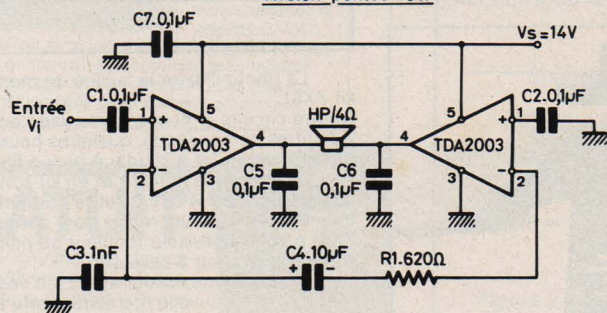 C7.0,1µF
Vs=14V
Entrée
Vi
C1.0,1µF
1
+
5
TDA2003
4
-
2
3
HP/4Ω
C5
0,1µF
C6
0,1µF
4
5
TDA2003
+
1
C2.0,1µF
-
2
3
C3.1nF
C4.10µF
+
-
R1.620Ω